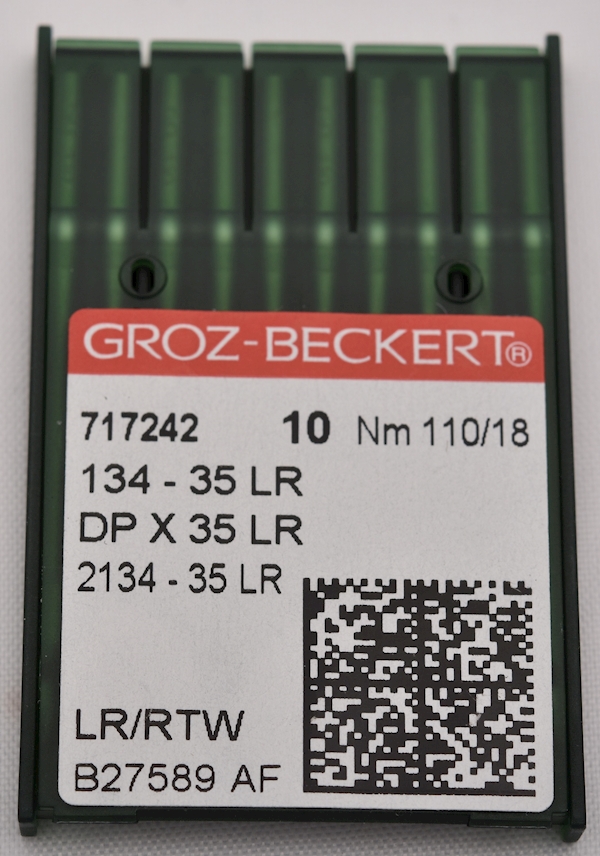 GROZ-BECKERT®
717242 10 Nm 110/18
134 - 35 LR
DP X 35 LR
2134 - 35 LR
LR/RTW
B27589 AF